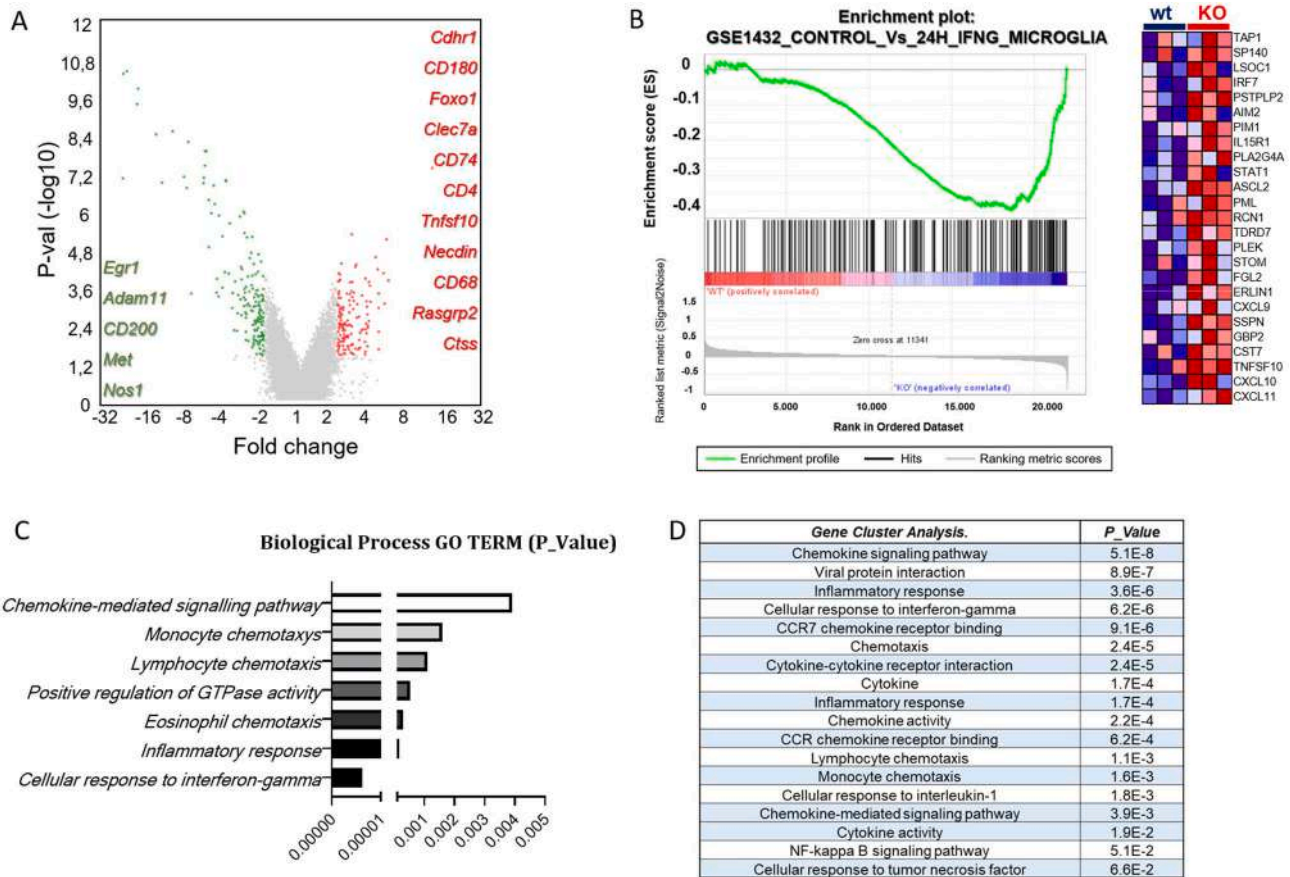 A
12
10,8
9,6
8,4
7,2
6
4,8
3,6
2,4
1,2
0
P-val (-log10)
-32
-16
-8
-4
-2
1
2
4
8
16
32
Fold change
Egr1
Adam11
CD200
Met
Nos1
Cdhr1
CD180
Foxo1
Clec7a
CD74
CD4
Tnfsf10
Necdin
CD68
Rasgrp2
Ctss
B
Enrichment plot:
GSE1432_CONTROL_Vs_24H_IFNG_MICROGLIA
Enrichment score (ES)
0
-0.1
-0.2
-0.3
-0.4
'WT' (positively correlated)
Ranked list metric (Signal2Noise)
1.5
1
0.5
0
-0.5
-1
Zero cross at 11341
'KO' (negatively correlated)
0
5.000
10.000
15.000
20.000
Rank in Ordered Dataset
Enrichment profile
Hits
Ranking metric scores
wt
KO
TAP1
SP140
LSOC1
IRF7
PSTPLP2
AIM2
PIM1
IL15R1
PLA2G4A
STAT1
ASCL2
PML
RCN1
TDRD7
PLEK
STOM
FGL2
ERLIN1
CXCL9
SSPN
GBP2
CST7
TNFSF10
CXCL10
CXCL11
C
Biological Process GO TERM (P_Value)
Chemokine-mediated signalling pathway
Monocyte chemotaxys
Lymphocyte chemotaxis
Positive regulation of GTPase activity
Eosinophil chemotaxis
Inflammatory response
Cellular response to interferon-gamma
0.00000
0.00001
0.001
0.002
0.003
0.004
0.005
D
Gene Cluster Analysis. P_Value
Chemokine signaling pathway 5.1E-8
Viral protein interaction 8.9E-7
Inflammatory response 3.6E-6
Cellular response to interferon-gamma 6.2E-6
CCR7 chemokine receptor binding 9.1E-6
Chemotaxis 2.4E-5
Cytokine-cytokine receptor interaction 2.4E-5
Cytokine 1.7E-4
Inflammatory response 1.7E-4
Chemokine activity 2.2E-4
CCR chemokine receptor binding 6.2E-4
Lymphocyte chemotaxis 1.1E-3
Monocyte chemotaxis 1.6E-3
Cellular response to interleukin-1 1.8E-3
Chemokine-mediated signaling pathway 3.9E-3
Cytokine activity 1.9E-2
NF-kappa B signaling pathway 5.1E-2
Cellular response to tumor necrosis factor 6.6E-2